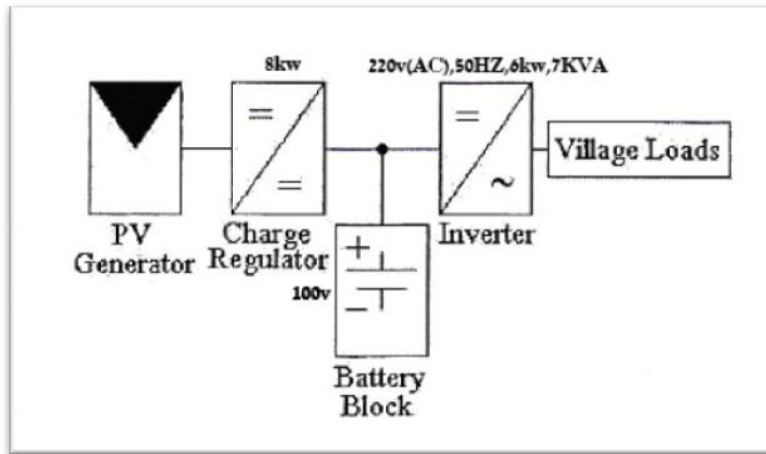 8kw
220v(AC),50HZ,6kw,7KVA
Village Loads
PV
Generator
Charge
Regulator
Inverter
100v
Battery
Block